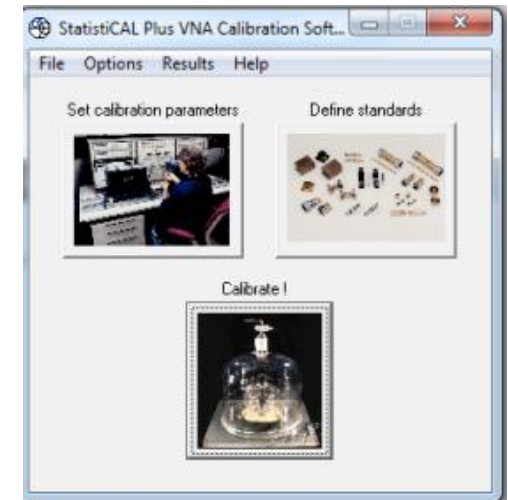 StatistiCAL Plus VNA Calibration Soft...
File Options Results Help
Set calibration parameters
Define standards
Calibrate !